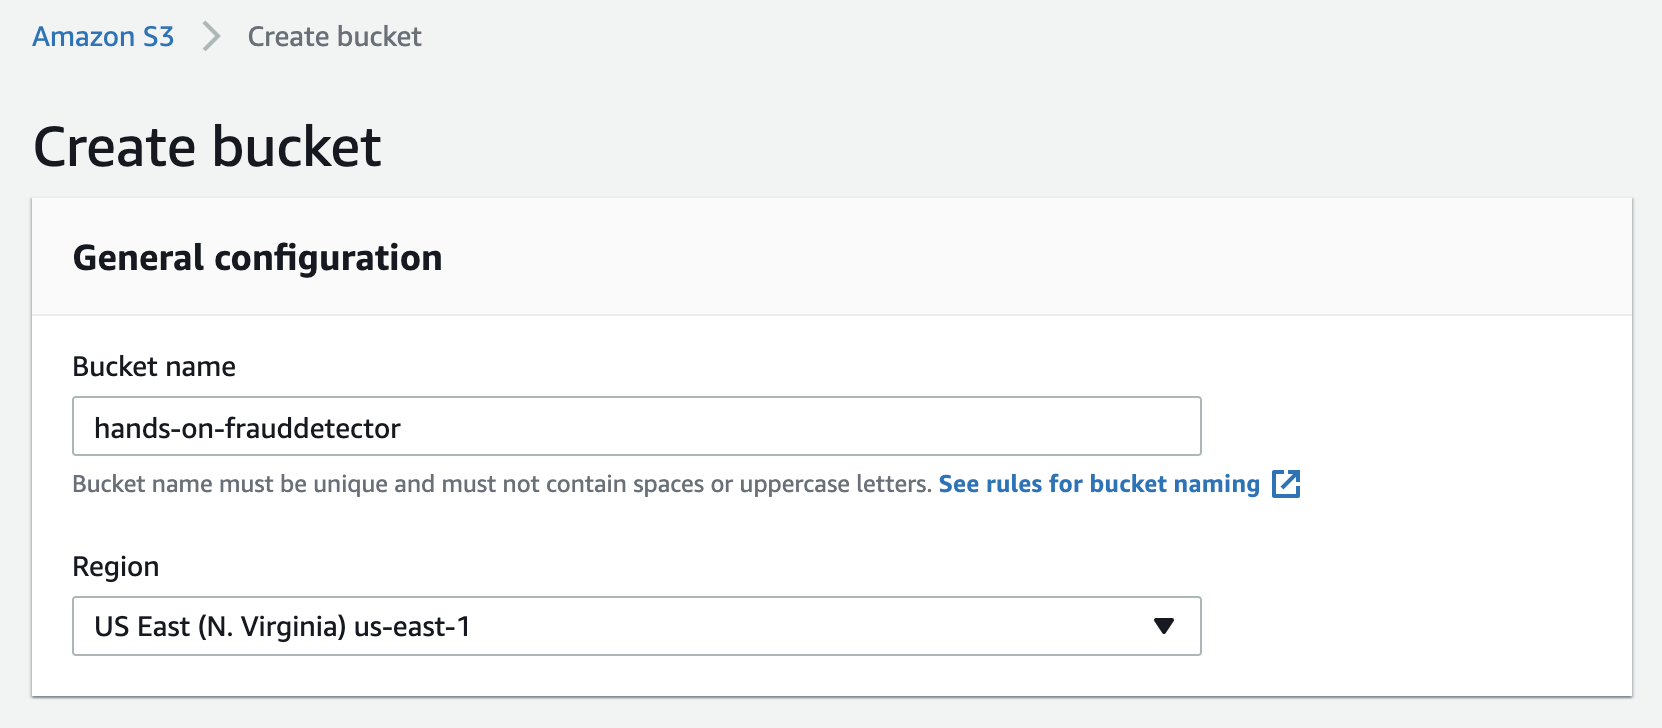 Amazon S3 > Create bucket
Create bucket
General configuration
Bucket name
hands-on-frauddetector
Bucket name must be unique and must not contain spaces or uppercase letters. See rules for bucket naming
Region
US East (N. Virginia) us-east-1